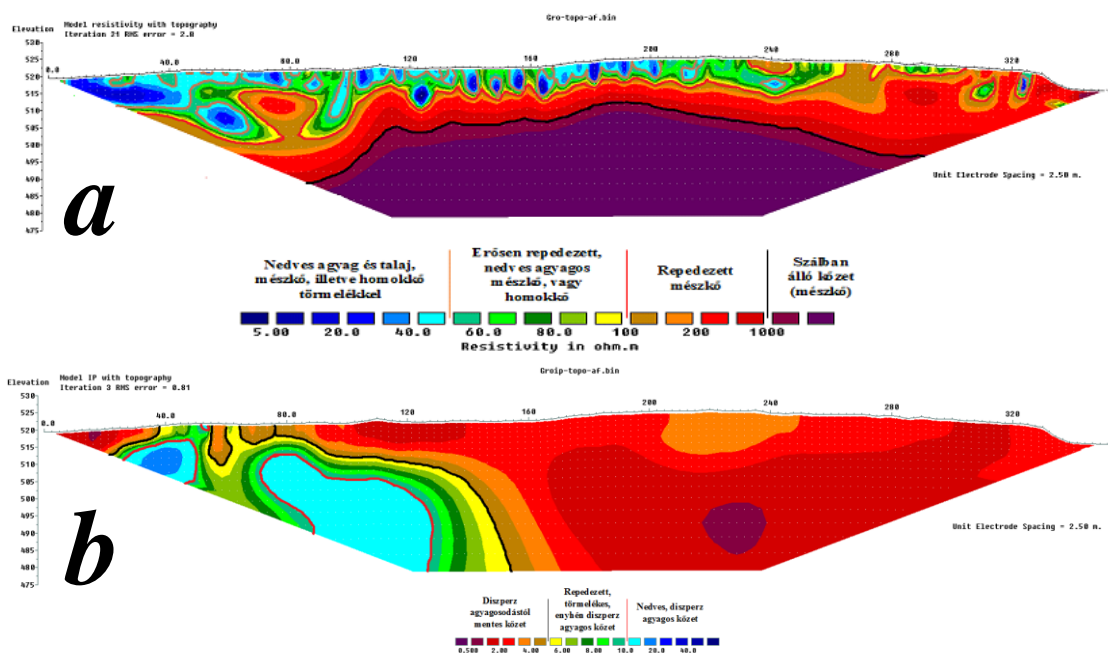 Gro-topo-af.bin
Elevation
Model resistivity with topography
Iteration 21 RMS error = 2.0
530
525
520
515
510
505
500
495
490
485
480
475
0.0 40.0 80.0 120 160 200 240 280 320
Unit Electrode Spacing = 2.50 m.
a
Nedves agyag és talaj,
mészkő, illetve homokkő
törmelékkel
Erősen repedezett,
nedves agyagos
mészkő, vagy
homokkő
Repedezett
mészkő
Szálban
álló kőzet
(mészkő)
5.00 20.0 40.0 60.0 80.0 100 200 1000
Resistivity in ohm.m
Groip-topo-af.bin
Elevation
Model IP with topography
Iteration 3 RMS error = 0.81
530
525
520
515
510
505
500
495
490
485
480
475
0.0 40.0 80.0 120 160 200 240 280 320
Unit Electrode Spacing = 2.50 m.
b
Diszperz
agyagosodástól
mentes kőzet
Repedezett,
törmelékes,
enyhén diszperz
agyagos kőzet
Nedves, diszperz
agyagos kőzet
0.500 2.00 4.00 6.00 8.00 10.0 20.0 40.0